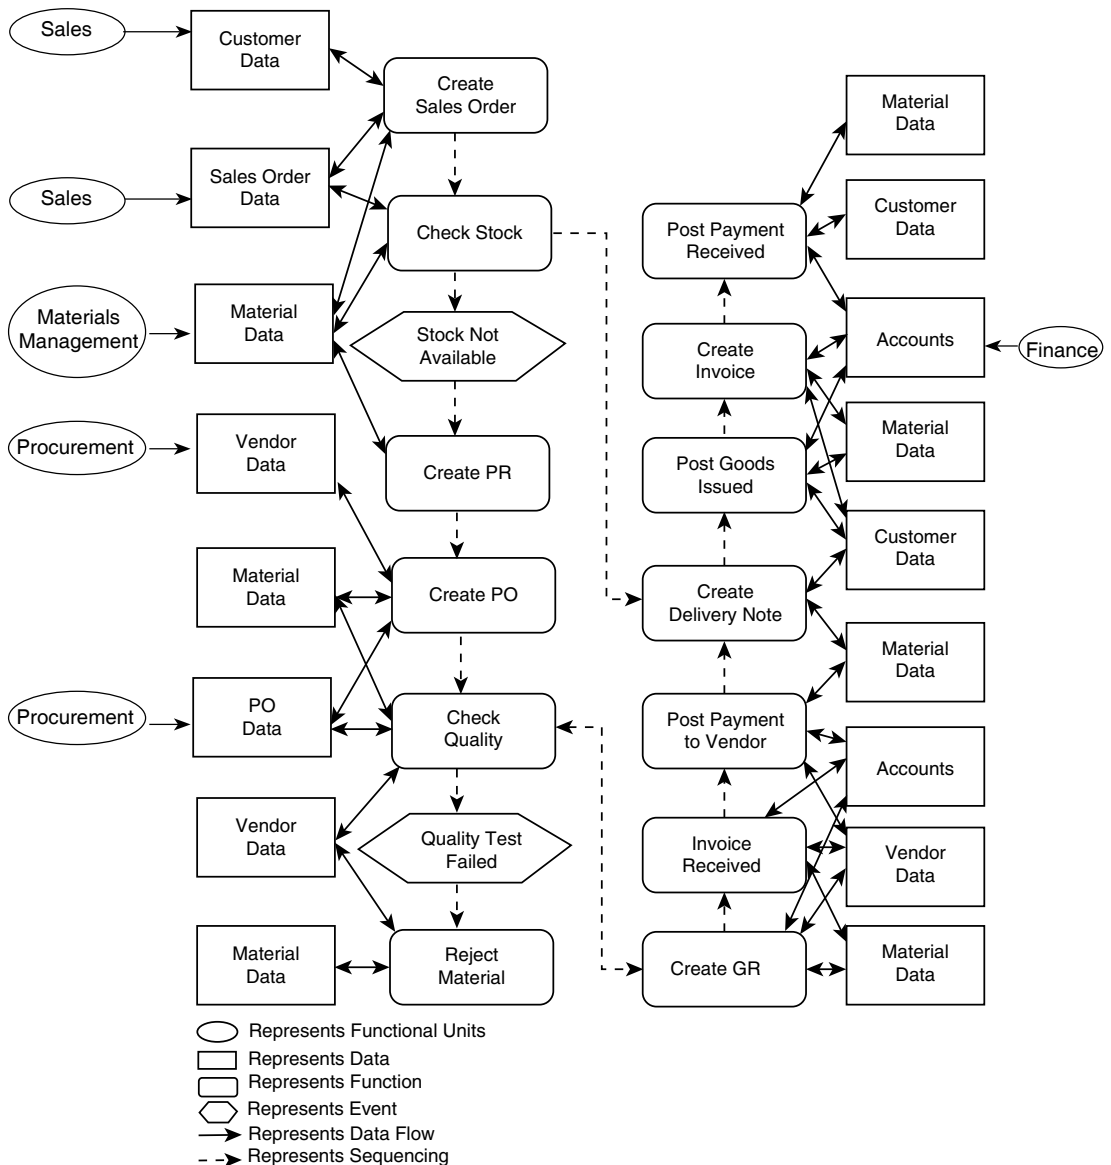 Sales
Customer
Data
Create
Sales Order
Sales
Sales Order
Data
Check Stock
Materials
Management
Material
Data
Stock Not
Available
Procurement
Vendor
Data
Create PR
Material
Data
Create PO
Procurement
PO
Data
Check
Quality
Vendor
Data
Quality Test
Failed
Material
Data
Reject
Material
Material
Data
Post Payment
Received
Customer
Data
Create
Invoice
Accounts
Finance
Post Goods
Issued
Material
Data
Customer
Data
Create
Delivery Note
Material
Data
Post Payment
to Vendor
Accounts
Invoice
Received
Vendor
Data
Create GR
Material
Data
Represents Functional Units
Represents Data
Represents Function
Represents Event
Represents Data Flow
Represents Sequencing